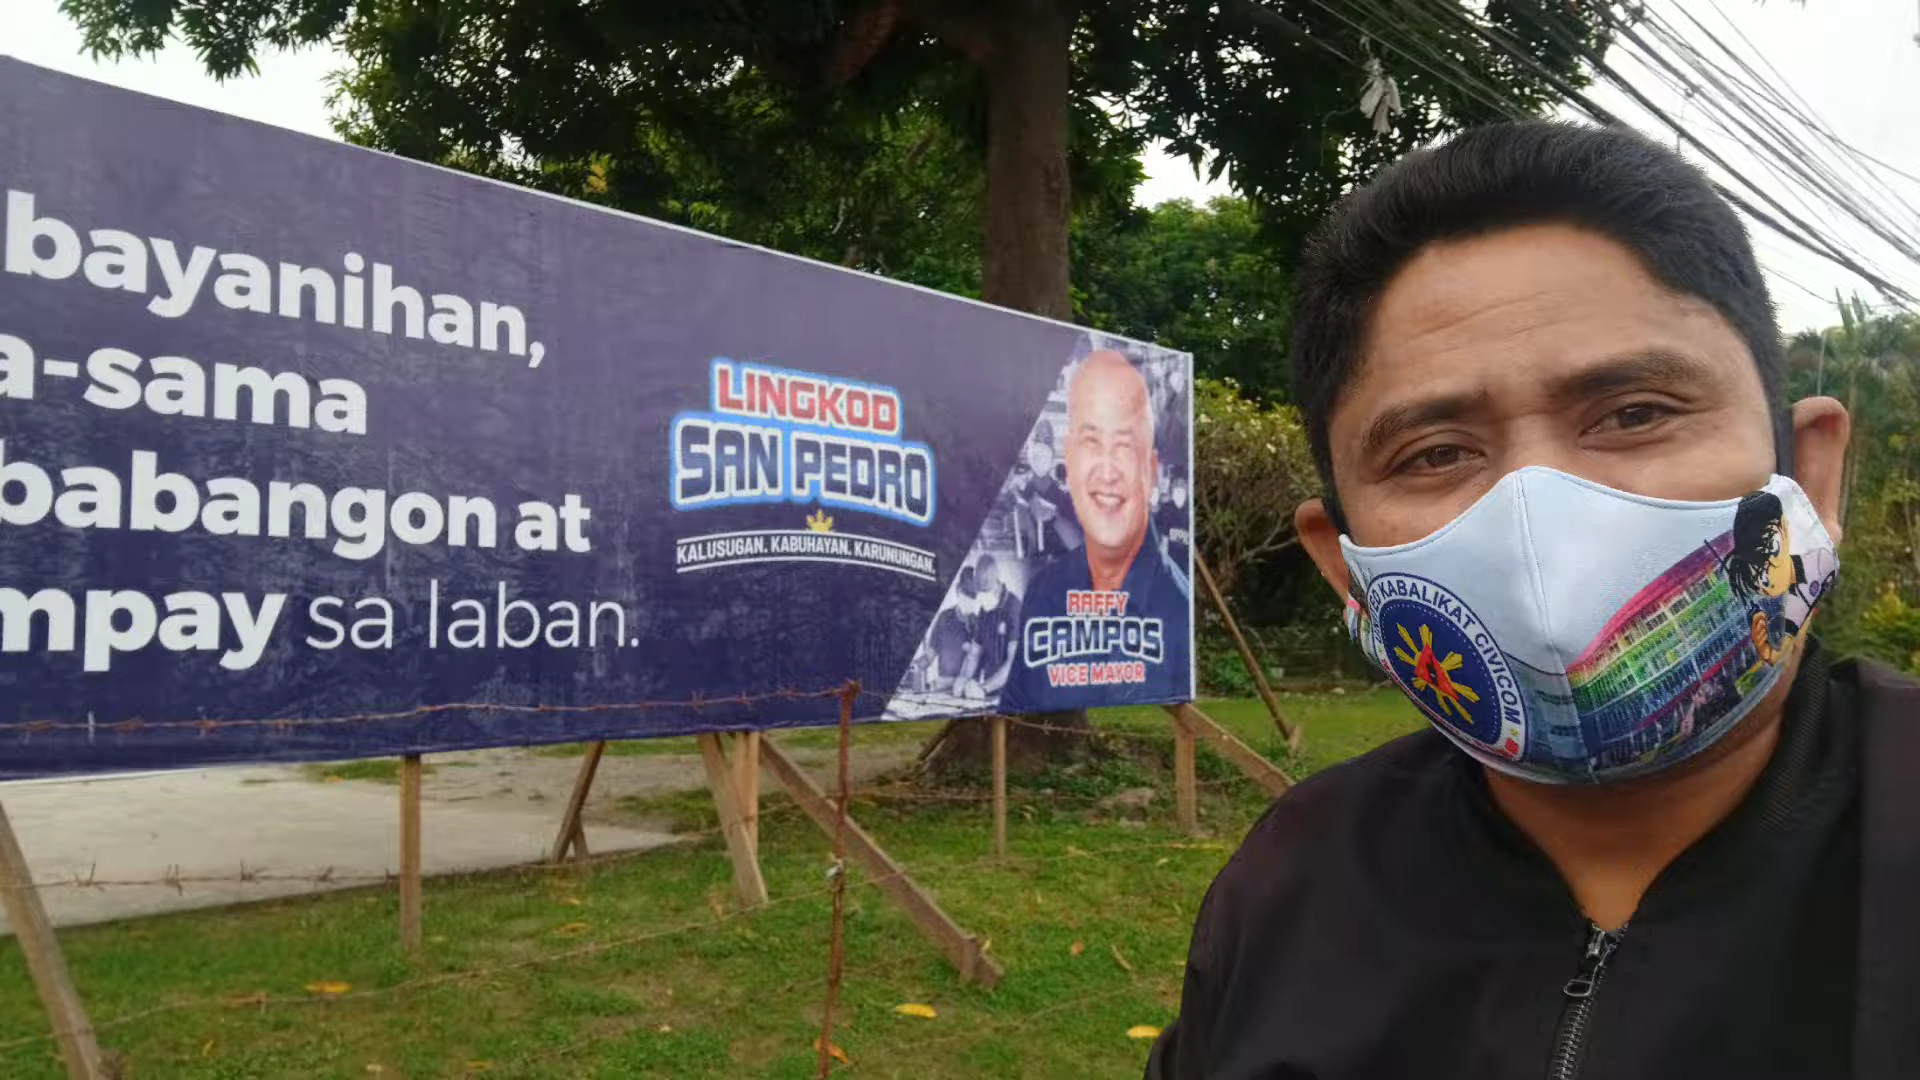 bayanihan,
a-sama
babangon at
mpay sa laban.
LINGKOD
SAN PEDRO
KALUSUGAN. KABUHAYAN. KARUNUNGAN.
RAFFY
CAMPOS
VICE MAYOR
KABALIKAT CIVICOM